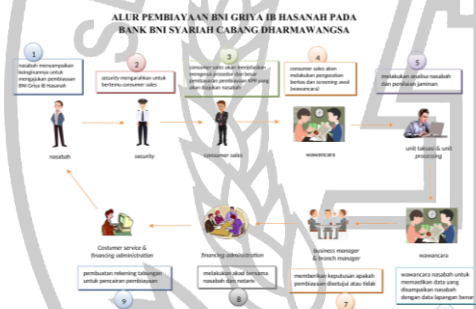 ALUR PEMBIAYAAN BNI GRIYA IB HASANAH PADA
BANK BNI SYARIAH CABANG DHARMAWANGSA
1
nasabah menyampaikan
keinginannya untuk
mengajukan pembiayaan
BNI Griya iB Hasanah
2
security mengarahkan untuk
bertemu consumer sales
3
consumer sales akan menjelaskan
mengenai prosedur dan besar
pembayaran pembiayaan KPR yang
akan diajukan nasabah
4
consumer sales akan
melakukan pengecekan
berkas dan screening awal
(wawancara)
5
melakukan analisa nasabah
dan penilaian jaminan
nasabah
security
consumer sales
wawancara
unit taksasi & unit
processing
Costumer service &
financing administration
financing administration
business manager
& branch manager
wawancara
pembuatan rekening tabungan
untuk pencairan pembiayaan
9
melakukan akad bersama
nasabah dan notaris
8
memberikan keputusan apakah
pembiayaan disetujui atau tidak
7
wawancara nasabah untuk
memastikan data yang
disampaikan nasabah
dengan data lapangan benar